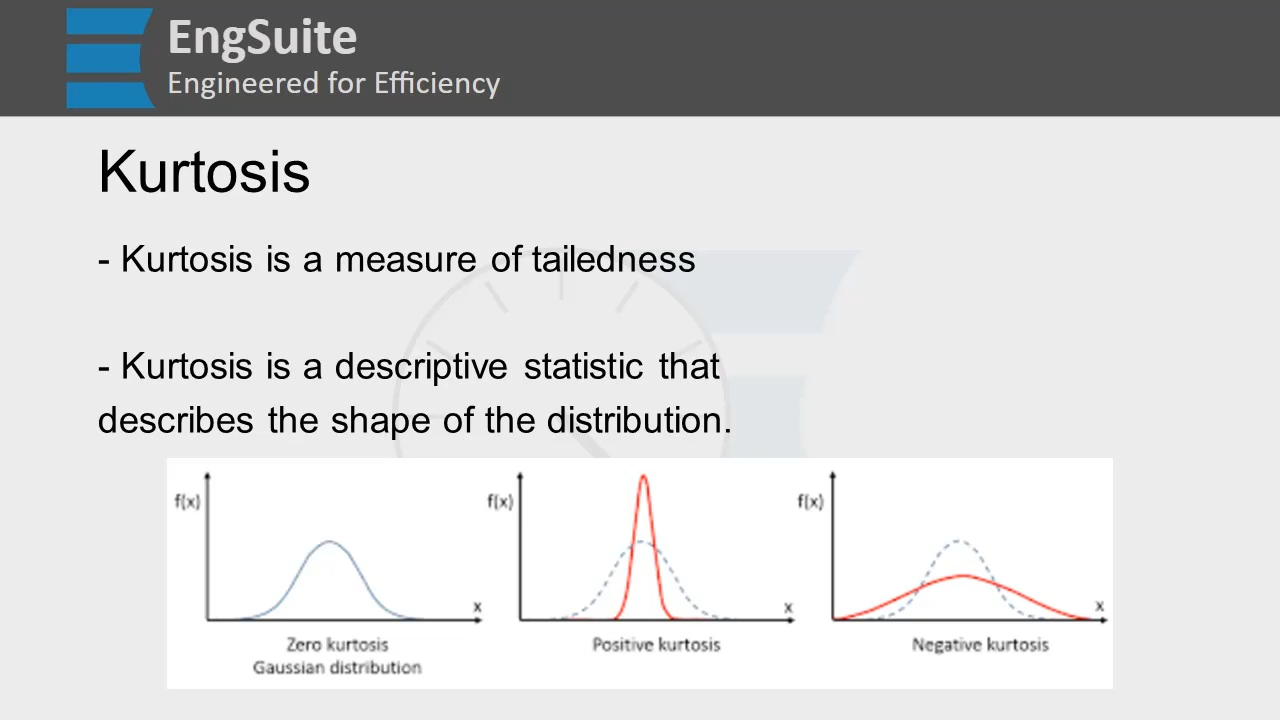 EngSuite
Engineered for Efficiency
Kurtosis
- Kurtosis is a measure of tailedness
- Kurtosis is a descriptive statistic that
describes the shape of the distribution.
f(x)
f(x)
f(x)
x
x
x
Zero kurtosis
Gaussian distribution
Positive kurtosis
Negative kurtosis